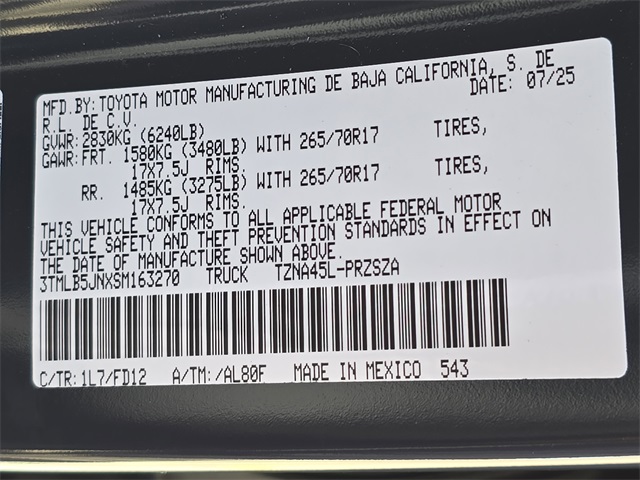 MFD.BY: TOYOTA MOTOR MANUFACTURING DE BAJA CALIFORNIA, S. DE
R.L. DE C.V. DATE: 07/25
GVWR: 2830KG (6240LB)
GAWR: FRT. 1580KG (3480LB) WITH 265/70R17 TIRES,
17X7.5J RIMS.
RR. 1485KG (3275LB) WITH 265/70R17 TIRES,
17X7.5J RIMS.
THIS VEHICLE CONFORMS TO ALL APPLICABLE FEDERAL MOTOR
VEHICLE SAFETY AND THEFT PREVENTION STANDARDS IN EFFECT ON
THE DATE OF MANUFACTURE SHOWN ABOVE.
3TMLB5JNXSM163270 TRUCK TZNA45L-PRZSZA
C/TR: 1L7/FD12 A/TM: /AL80F MADE IN MEXICO 543